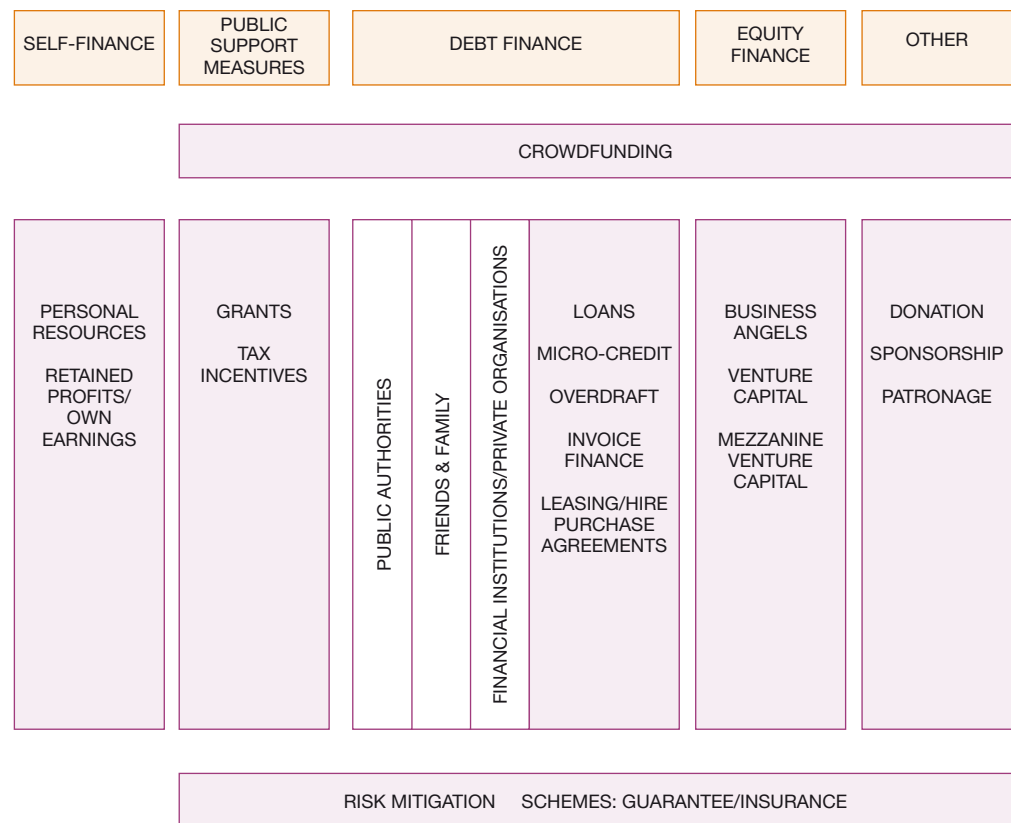 SELF-FINANCE
PUBLIC
SUPPORT
MEASURES
DEBT FINANCE
EQUITY
FINANCE
OTHER
CROWDFUNDING
PERSONAL
RESOURCES
RETAINED
PROFITS/
OWN
EARNINGS
GRANTS
TAX
INCENTIVES
PUBLIC AUTHORITIES
FRIENDS & FAMILY
FINANCIAL INSTITUTIONS/PRIVATE ORGANISATIONS
LOANS
MICRO-CREDIT
OVERDRAFT
INVOICE
FINANCE
LEASING/HIRE
PURCHASE
AGREEMENTS
BUSINESS
ANGELS
VENTURE
CAPITAL
MEZZANINE
VENTURE
CAPITAL
DONATION
SPONSORSHIP
PATRONAGE
RISK MITIGATION SCHEMES: GUARANTEE/INSURANCE